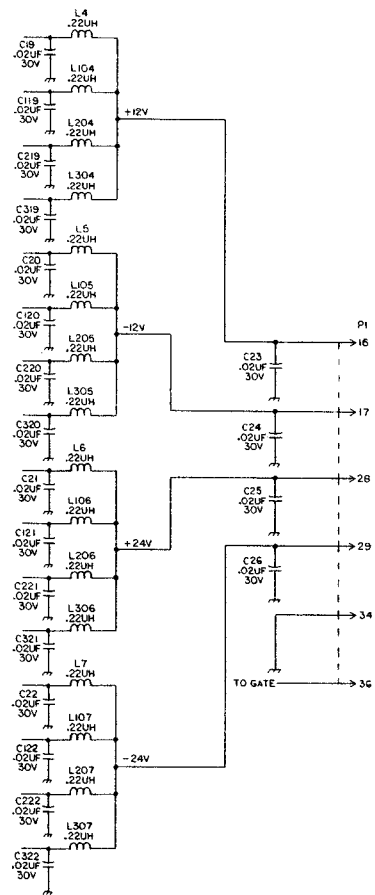 L4
.22UH
C19
.02UF
30V
L104
.22UH
C119
.02UF
30V
L204
.22UH
+12V
C219
.02UF
30V
L304
.22UH
C319
.02UF
30V
L5
.22UH
C20
.02UF
30V
L105
.22UH
C120
.02UF
30V
L205
.22UH
-12V
C220
.02UF
30V
L305
.22UH
C320
.02UF
30V
L6
.22UH
C21
.02UF
30V
L106
.22UH
C121
.02UF
30V
L206
.22UH
+24V
C221
.02UF
30V
L306
.22UH
C321
.02UF
30V
L7
.22UH
C22
.02UF
30V
L107
.22UH
C122
.02UF
30V
L207
.22UH
-24V
C222
.02UF
30V
L307
.22UH
C322
.02UF
30V
P1
16
C23
.02UF
30V
17
C24
.02UF
30V
28
C25
.02UF
30V
29
C26
.02UF
30V
34
TO GATE
36